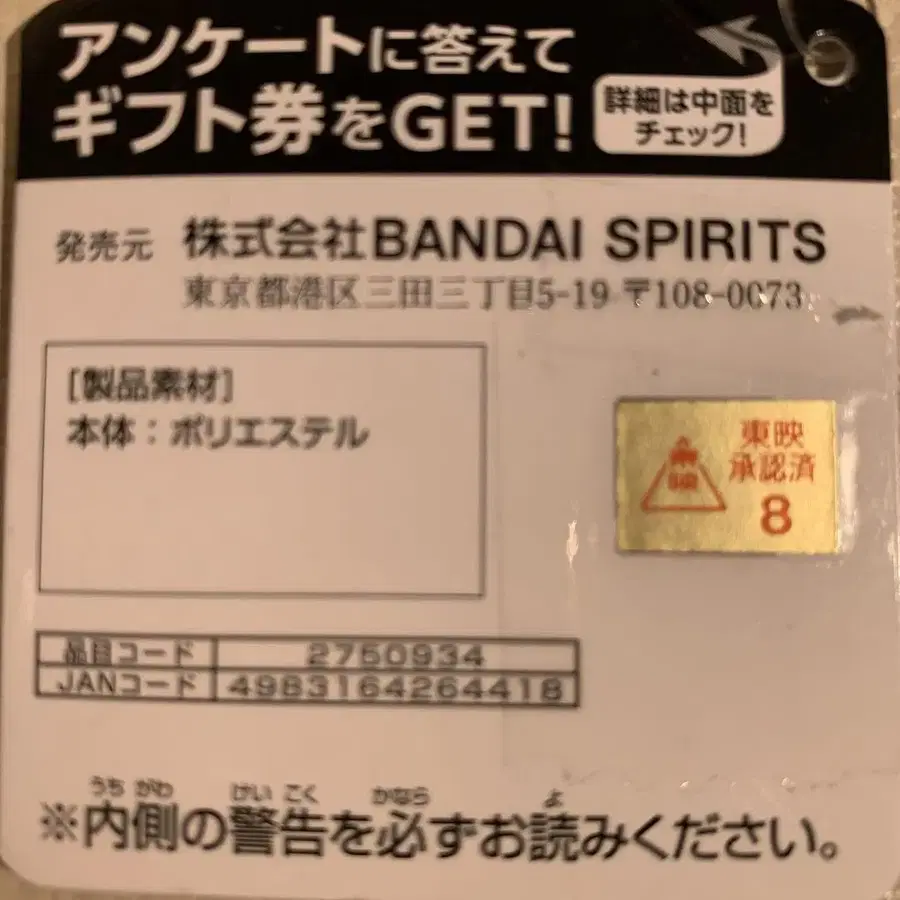 アンケートに答えて
ギフト券をGET!
詳細は中面を
チェック!
発売元 株式会社BANDAI SPIRITS
東京都港区三田三丁目5-19 〒108-0073
[製品素材]
本体:ポリエステル
東映
承認済
8
品目コード 2750934
JANコード 4983164264418
うち がわ けい こく かなら よ
※内側の警告を必ずお読みください。